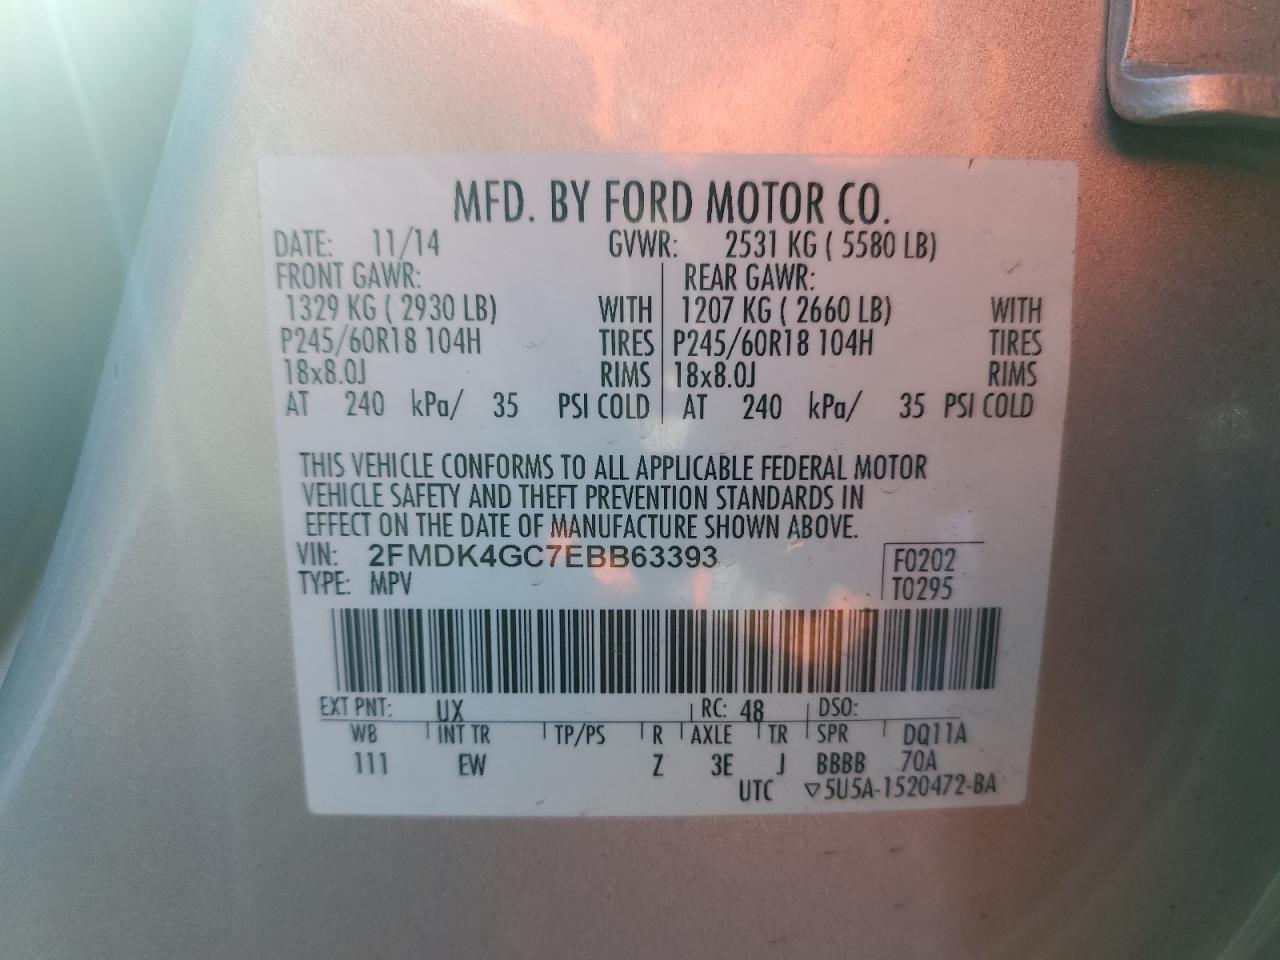 MFD. BY FORD MOTOR CO.
DATE: 11/14 GVWR: 2531 KG ( 5580 LB)
FRONT GAWR: REAR GAWR:
1329 KG ( 2930 LB) WITH 1207 KG ( 2660 LB) WITH
P245/60R18 104H TIRES P245/60R18 104H TIRES
18x8.0J RIMS 18x8.0J RIMS
AT 240 kPa/ 35 PSI COLD AT 240 kPa/ 35 PSI COLD
THIS VEHICLE CONFORMS TO ALL APPLICABLE FEDERAL MOTOR
VEHICLE SAFETY AND THEFT PREVENTION STANDARDS IN
EFFECT ON THE DATE OF MANUFACTURE SHOWN ABOVE.
VIN: 2FMDK4GC7EBB63393 F0202
TYPE: MPV T0295
EXT PNT: UX RC: 48 DSO:
WB INT TR TP/PS R AXLE TR SPR DQ11A
111 EW Z 3E J BBBB 70A
UTC ▽5U5A-1520472-BA